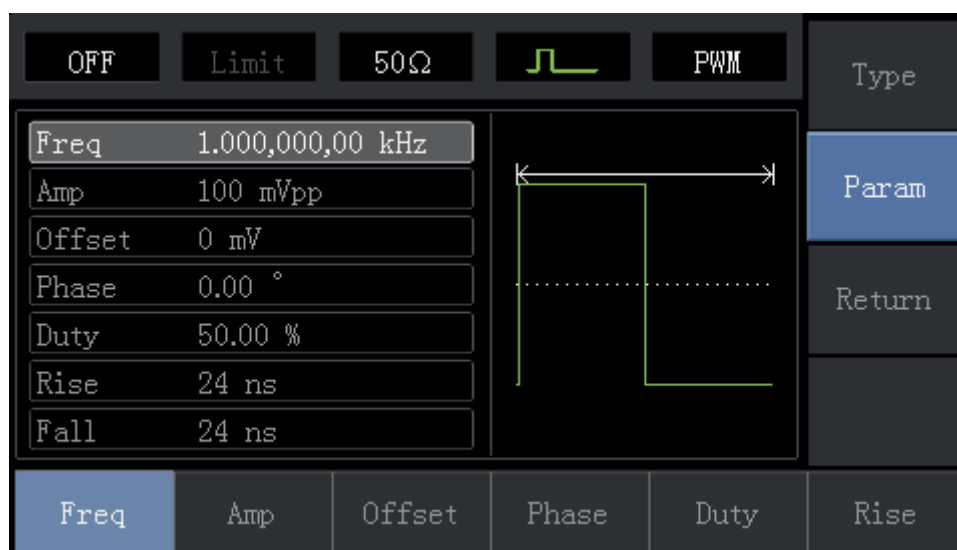 OFF Limit 50Ω PWM
Type
Freq 1.000,000,00 kHz
Amp 100 mVpp
Param
Offset 0 mV
Phase 0.00 °
Return
Duty 50.00 %
Rise 24 ns
Fall 24 ns
Freq Amp Offset Phase Duty Rise